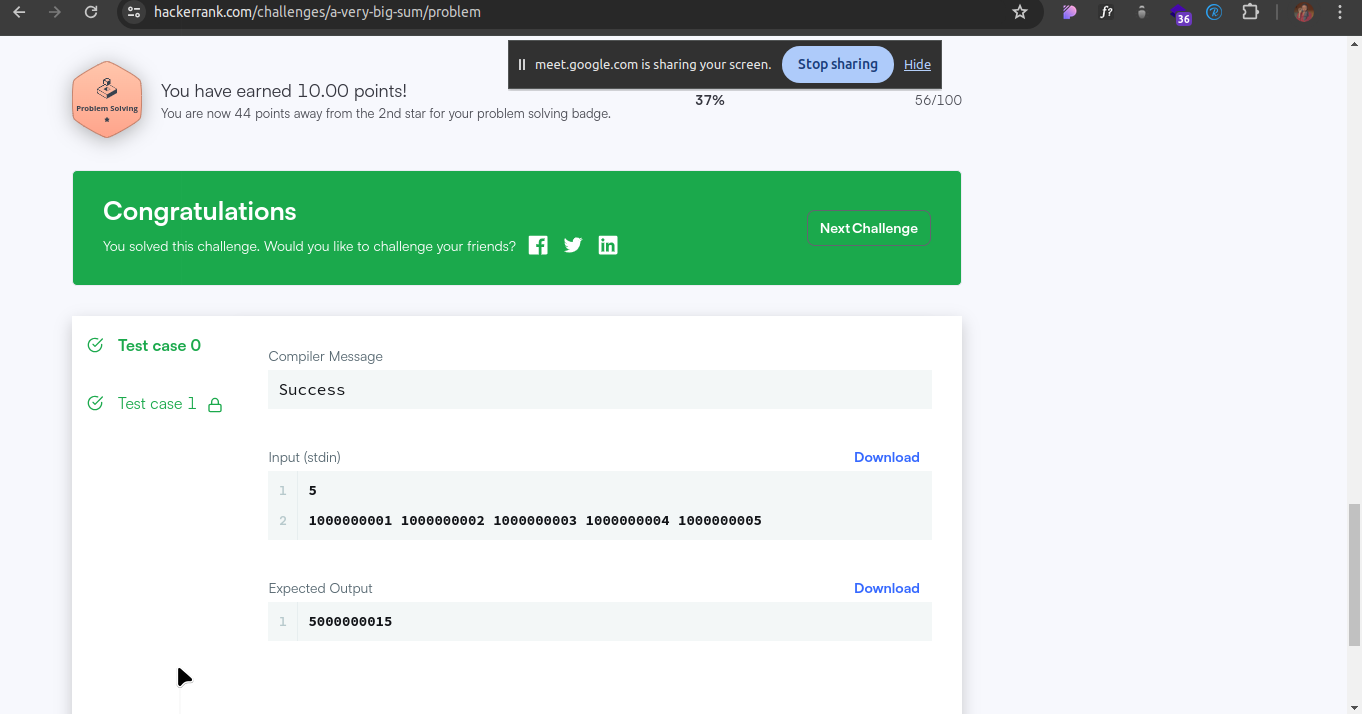 hackerrank.com/challenges/a-very-big-sum/problem
f?
36
R
meet.google.com is sharing your screen.
Stop sharing
Hide
Problem Solving
You have earned 10.00 points!
37%
56/100
You are now 44 points away from the 2nd star for your problem solving badge.
Congratulations
You solved this challenge. Would you like to challenge your friends?
Next Challenge
Test case 0
Test case 1
Compiler Message
Success
Input (stdin)
Download
1 5
2 1000000001 1000000002 1000000003 1000000004 1000000005
Expected Output
Download
1 5000000015